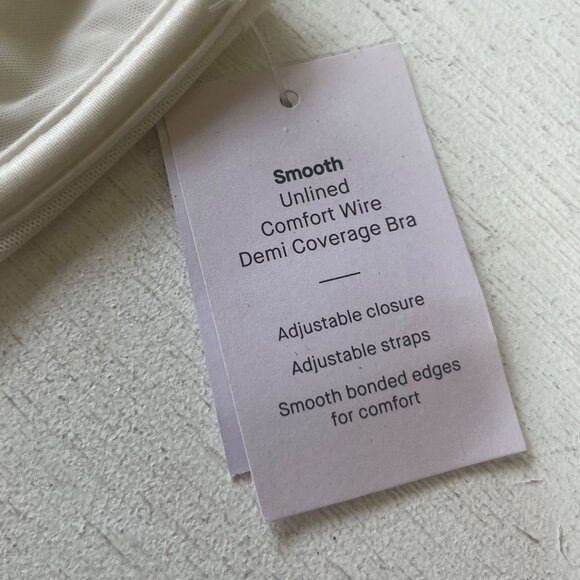 Smooth
Unlined
Comfort Wire
Demi Coverage Bra
Adjustable closure
Adjustable straps
Smooth bonded edges
for comfort